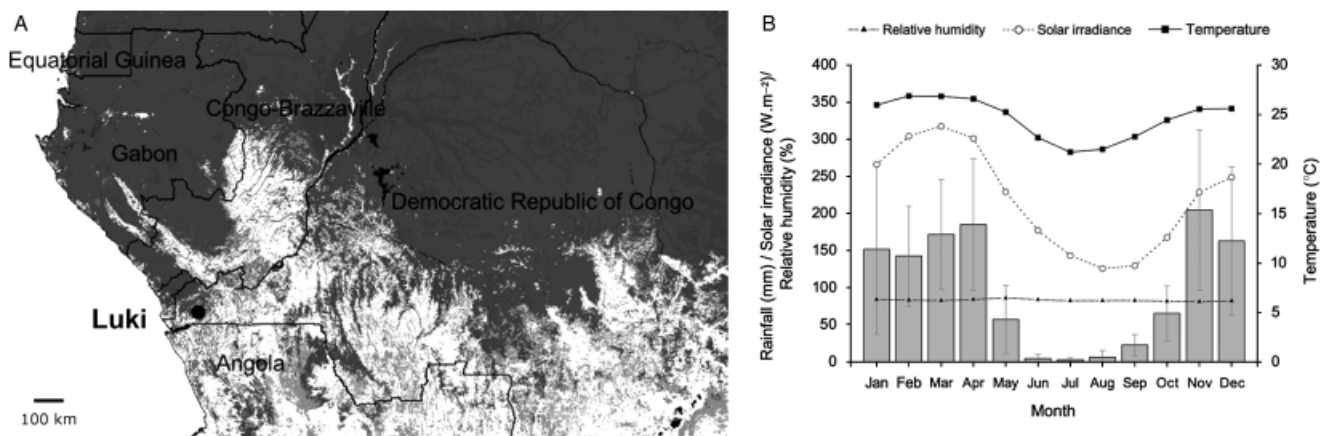 A
Equatorial Guinea
Congo-Brazzaville
Gabon
Democratic Republic of Congo
Luki
Angola
100 km
B
Relative humidity
Solar irradiance
Temperature
Rainfall (mm) / Solar irradiance (W.m⁻²)/
Relative humidity (%)
400
350
300
250
200
150
100
50
0
30
25
20
15
10
5
0
Temperature (°C)
Jan Feb Mar Apr May Jun Jul Aug Sep Oct Nov Dec
Month